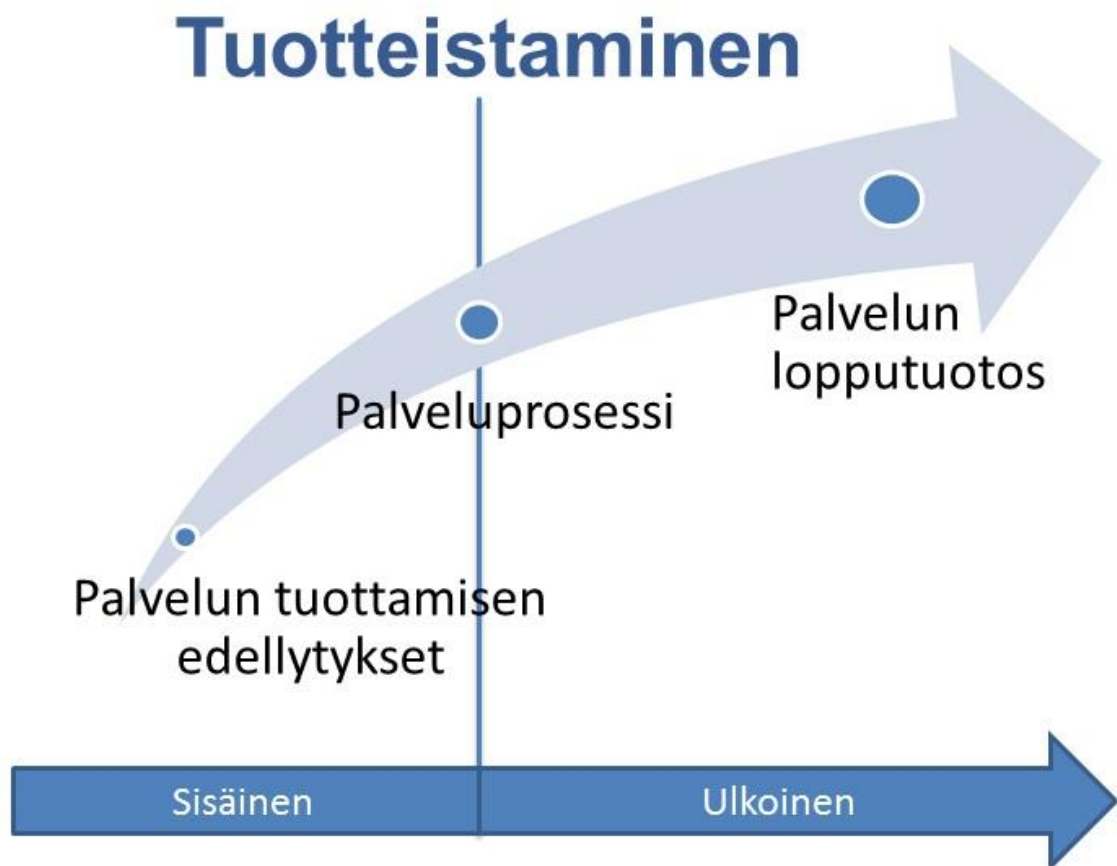 Tuotteistaminen
Palvelun
lopputuotos
Palveluprosessi
Palvelun tuottamisen
edellytykset
Sisäinen
Ulkoinen